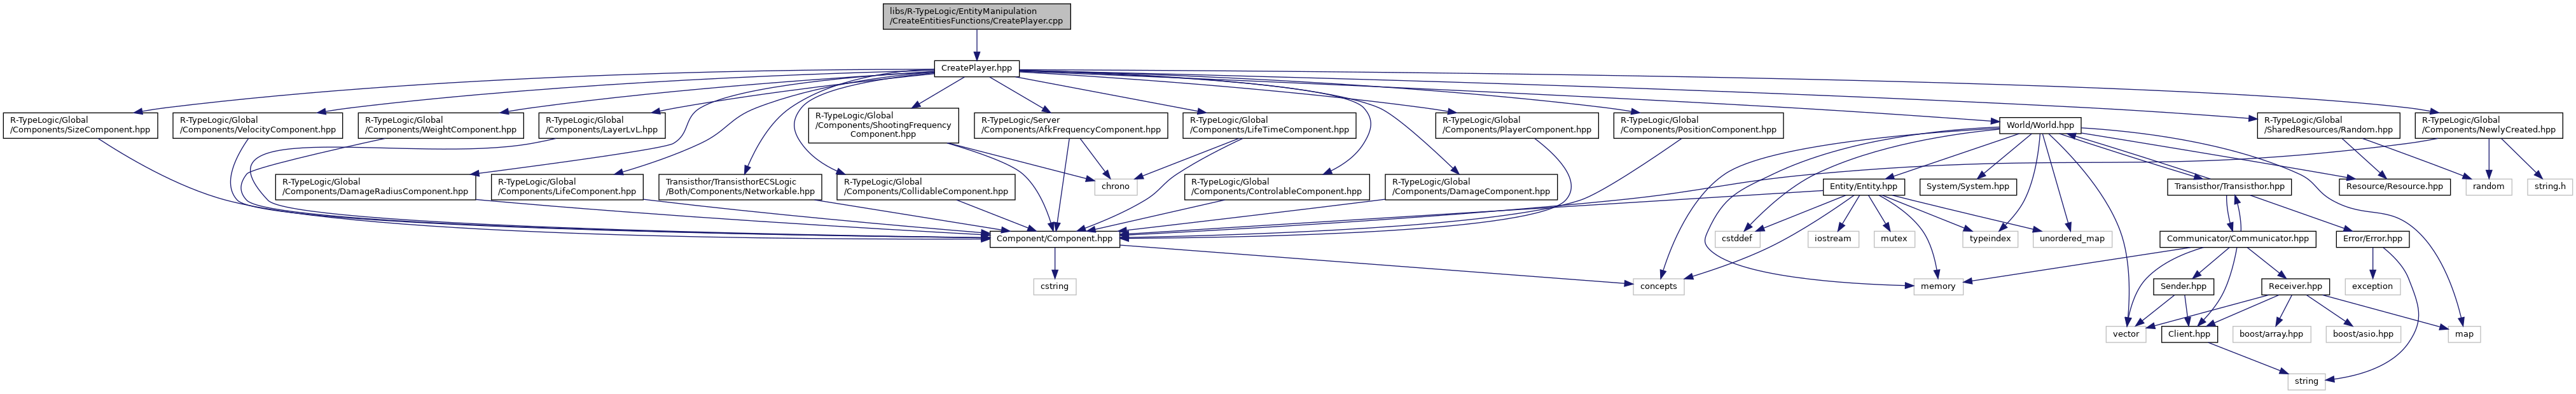 libs/R-TypeLogic/EntityManipulation
/CreateEntitiesFunctions/CreatePlayer.cpp
CreatePlayer.hpp
R-TypeLogic/Global
/Components/SizeComponent.hpp
R-TypeLogic/Global
/Components/VelocityComponent.hpp
R-TypeLogic/Global
/Components/WeightComponent.hpp
R-TypeLogic/Global
/Components/LayerLvL.hpp
R-TypeLogic/Global
/Components/ShootingFrequency
Component.hpp
R-TypeLogic/Server
/Components/AfkFrequencyComponent.hpp
R-TypeLogic/Global
/Components/LifeTimeComponent.hpp
R-TypeLogic/Global
/Components/PlayerComponent.hpp
R-TypeLogic/Global
/Components/PositionComponent.hpp
World/World.hpp
R-TypeLogic/Global
/SharedResources/Random.hpp
R-TypeLogic/Global
/Components/NewlyCreated.hpp
R-TypeLogic/Global
/Components/DamageRadiusComponent.hpp
R-TypeLogic/Global
/Components/LifeComponent.hpp
Transisthor/TransisthorECSLogic
/Both/Components/Networkable.hpp
R-TypeLogic/Global
/Components/CollidableComponent.hpp
chrono
R-TypeLogic/Global
/Components/ControlableComponent.hpp
R-TypeLogic/Global
/Components/DamageComponent.hpp
Entity/Entity.hpp
System/System.hpp
Transisthor/Transisthor.hpp
Resource/Resource.hpp
random
string.h
Component/Component.hpp
cstddef
iostream
mutex
typeindex
unordered_map
Communicator/Communicator.hpp
Error/Error.hpp
cstring
concepts
memory
Sender.hpp
Receiver.hpp
exception
vector
Client.hpp
boost/array.hpp
boost/asio.hpp
map
string